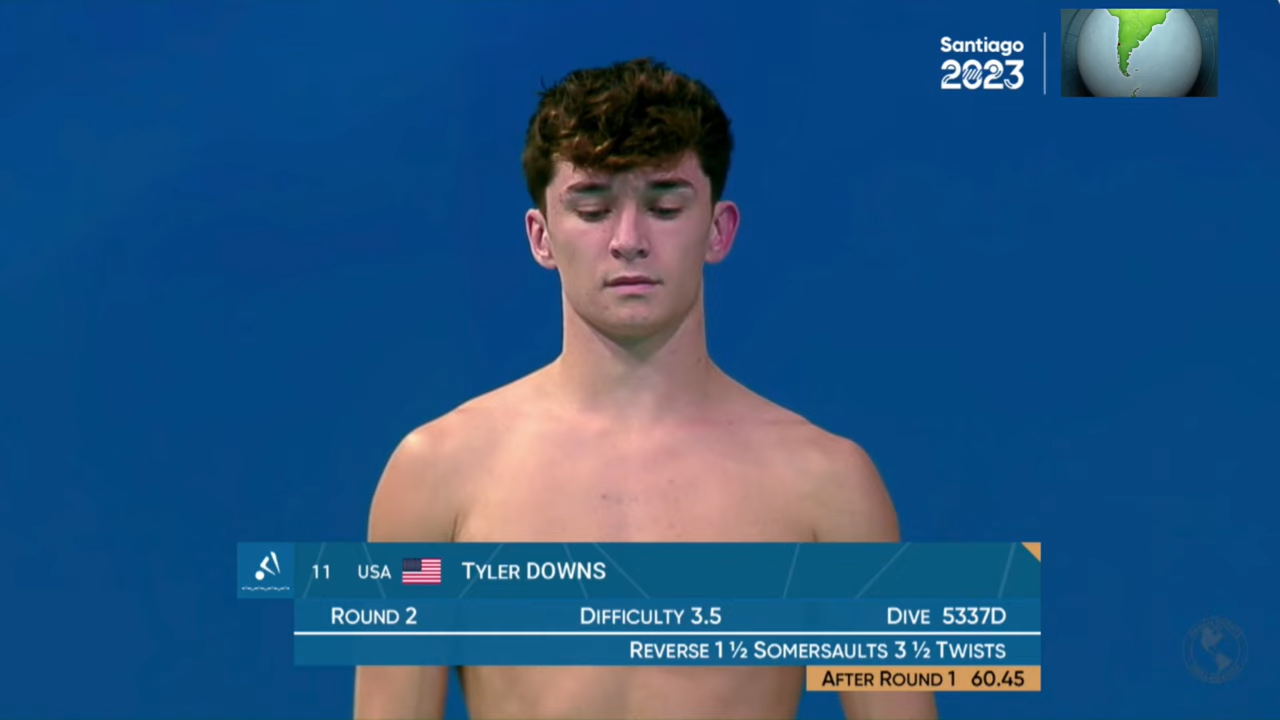 Santiago
2023
11 USA TYLER DOWNS
ROUND 2 DIFFICULTY 3.5 DIVE 5337D
REVERSE 1 ½ SOMERSAULTS 3 ½ TWISTS
AFTER ROUND 1 60.45